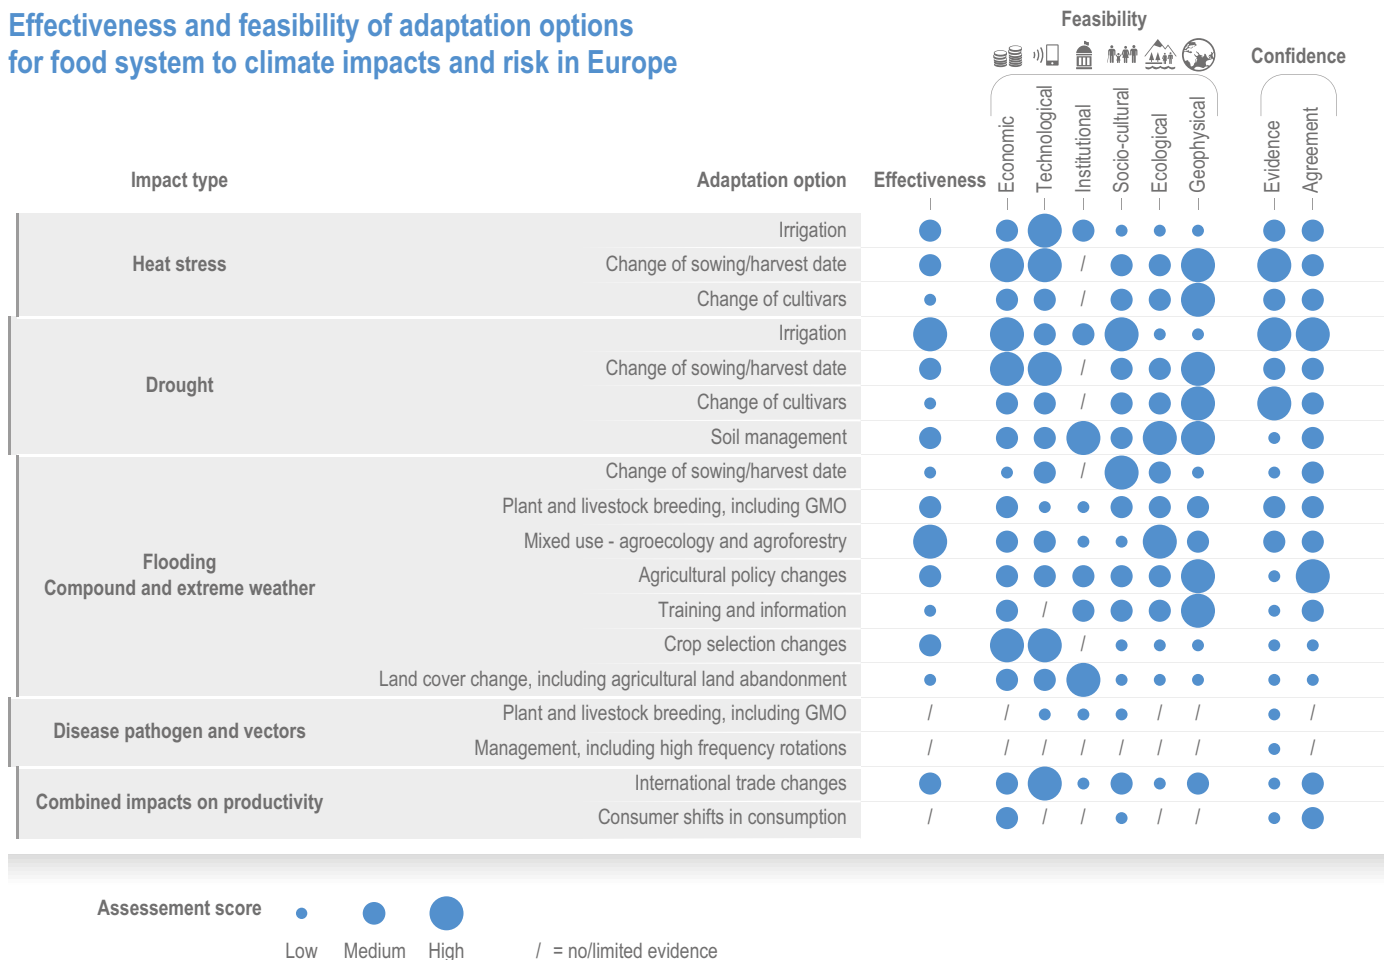 Effectiveness and feasibility of adaptation options
for food system to climate impacts and risk in Europe
Feasibility
Confidence
Impact type
Adaptation option
Effectiveness
Economic
Technological
Institutional
Socio-cultural
Ecological
Geophysical
Evidence
Agreement
Heat stress
Irrigation
Change of sowing/harvest date
/
Change of cultivars
/
Drought
Irrigation
Change of sowing/harvest date
/
Change of cultivars
/
Soil management
Flooding
Compound and extreme weather
Change of sowing/harvest date
/
Plant and livestock breeding, including GMO
Mixed use - agroecology and agroforestry
Agricultural policy changes
Training and information
/
Crop selection changes
/
Land cover change, including agricultural land abandonment
Disease pathogen and vectors
Plant and livestock breeding, including GMO
/ / / / /
Management, including high frequency rotations
/ / / / / / / /
Combined impacts on productivity
International trade changes
Consumer shifts in consumption
/ / / / /
Assessement score
Low Medium High
/ = no/limited evidence